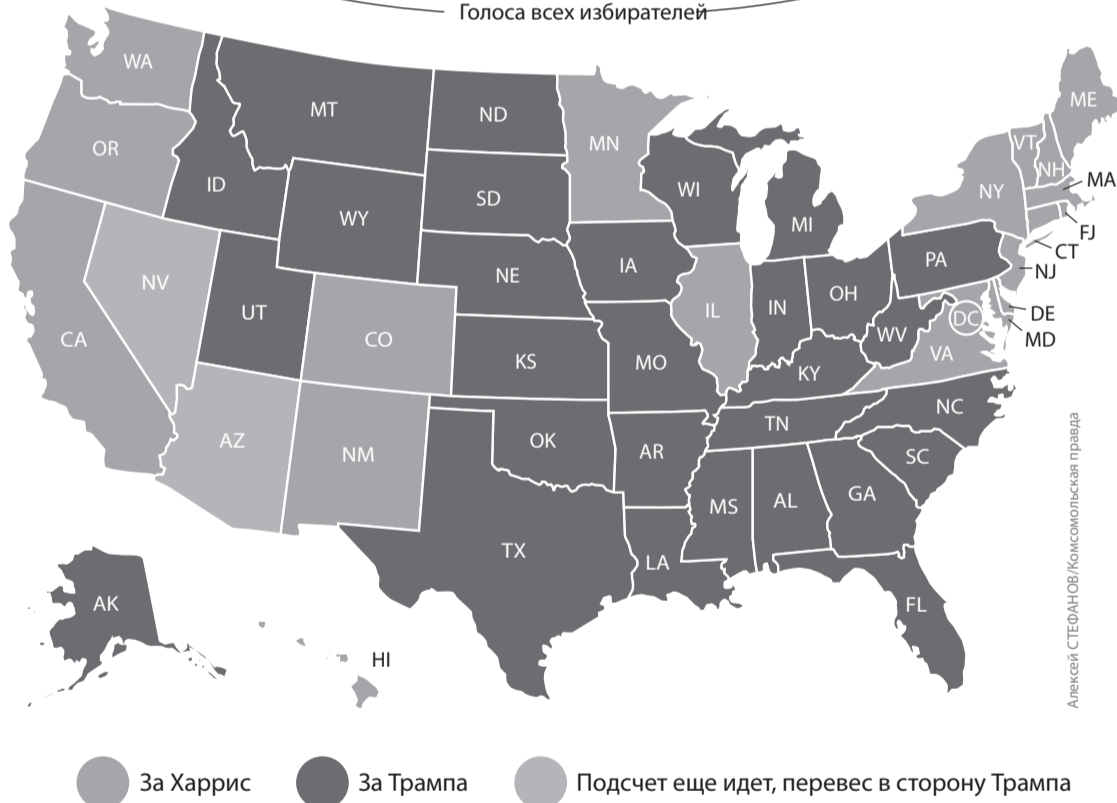 Голоса всех избирателей
WA
MT
ND
MN
ME
OR
ID
SD
WI
VT
NH
MA
NY
WY
MI
FJ
CT
NV
NE
IA
PA
NJ
UT
CO
IL
IN
OH
DC
DE
MD
CA
KS
MO
WV
VA
KY
AZ
NM
OK
AR
TN
NC
SC
MS
AL
GA
TX
LA
AK
FL
HI
Алексей СТЕФАНОВ/Комсомольская правда
За Харрис
За Трампа
Подсчет еще идет, перевес в сторону Трампа